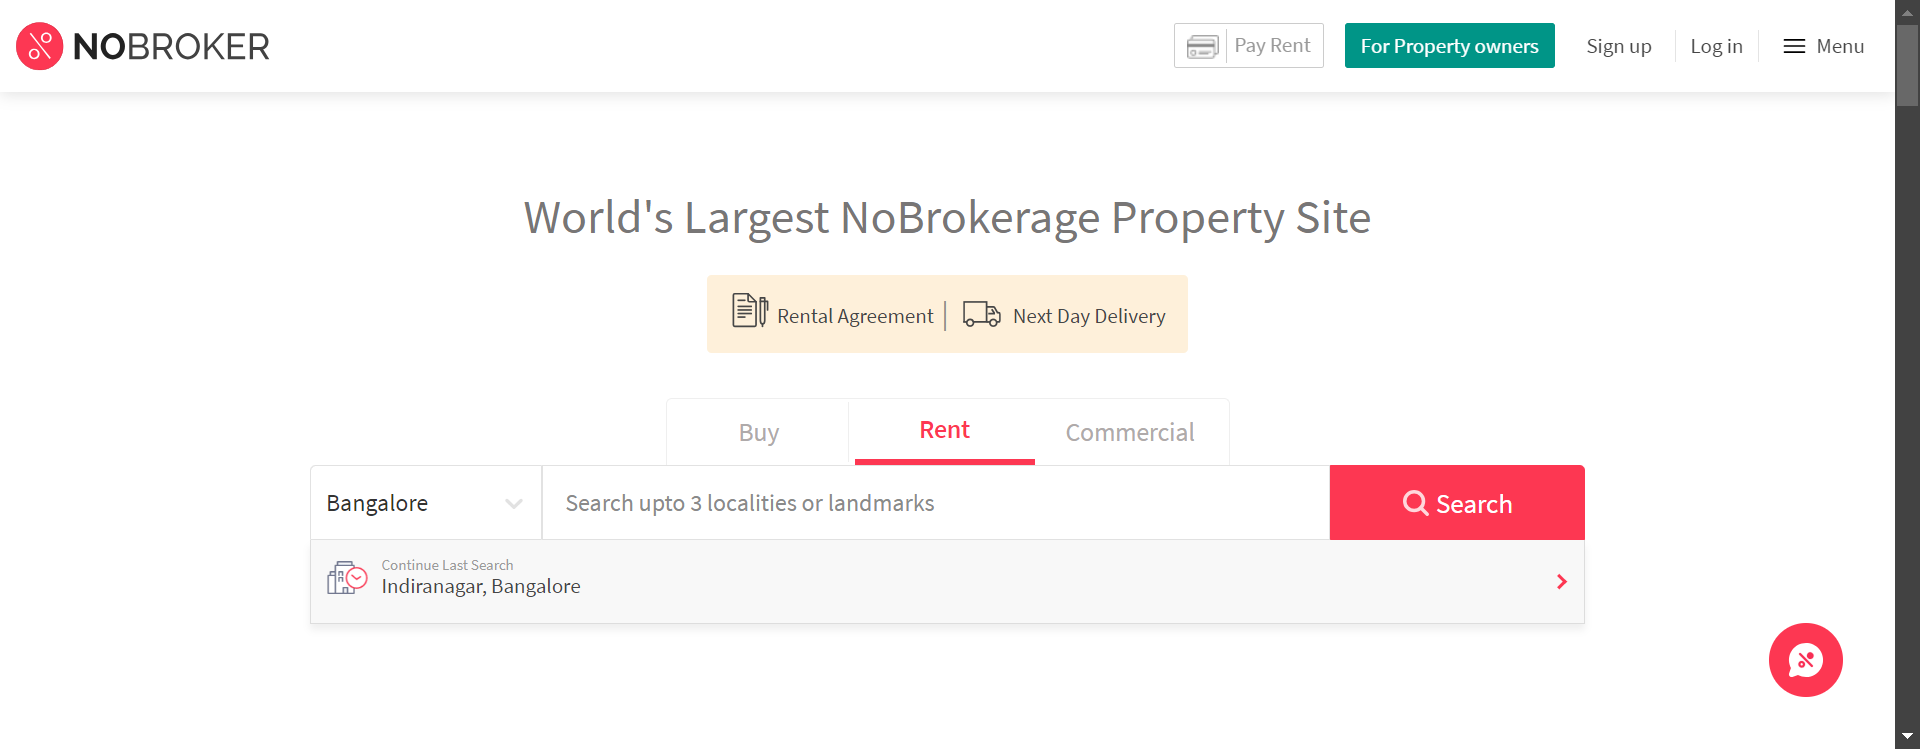 NOBROKER
Pay Rent
For Property owners
Sign up
Log in
Menu
World's Largest NoBrokerage Property Site
Rental Agreement
Next Day Delivery
Buy
Rent
Commercial
Bangalore
Search upto 3 localities or landmarks
Search
Continue Last Search
Indiranagar, Bangalore